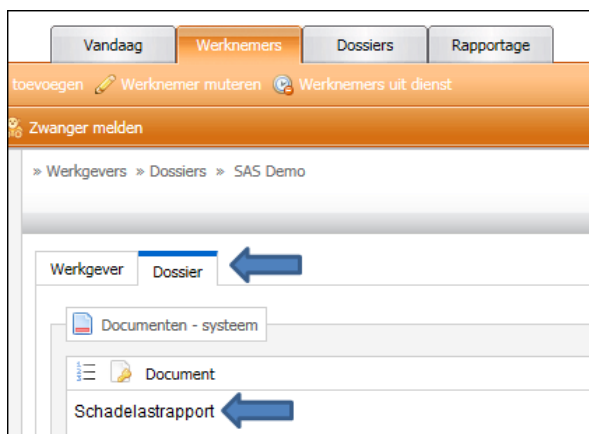 Vandaag Werknemers Dossiers Rapportage
toevoegen Werknemer muteren Werknemers uit dienst
Zwanger melden
» Werkgevers » Dossiers » SAS Demo
Werkgever Dossier
Documenten - systeem
Document
Schadelastrapport